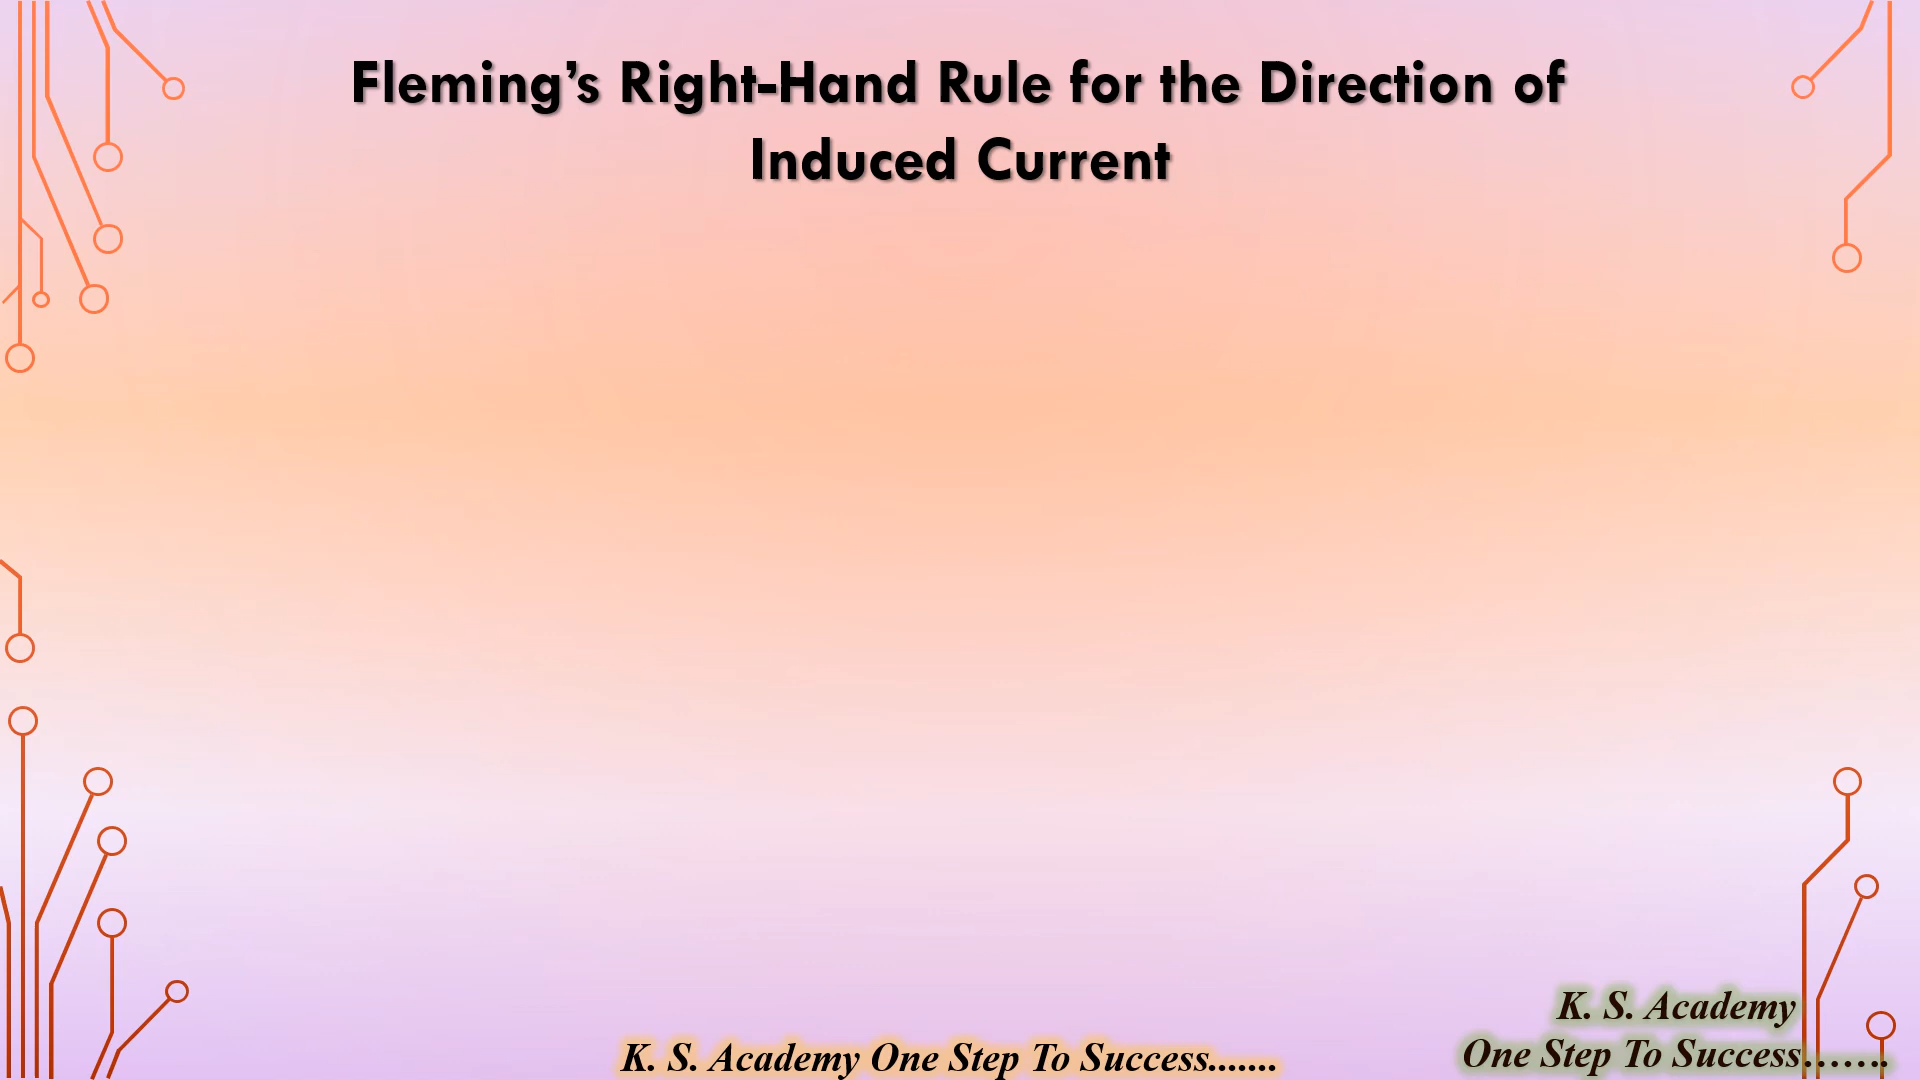 Fleming’s Right-Hand Rule for the Direction of
Induced Current
K. S. Academy
One Step To Success…….
K. S. Academy One Step To Success.......